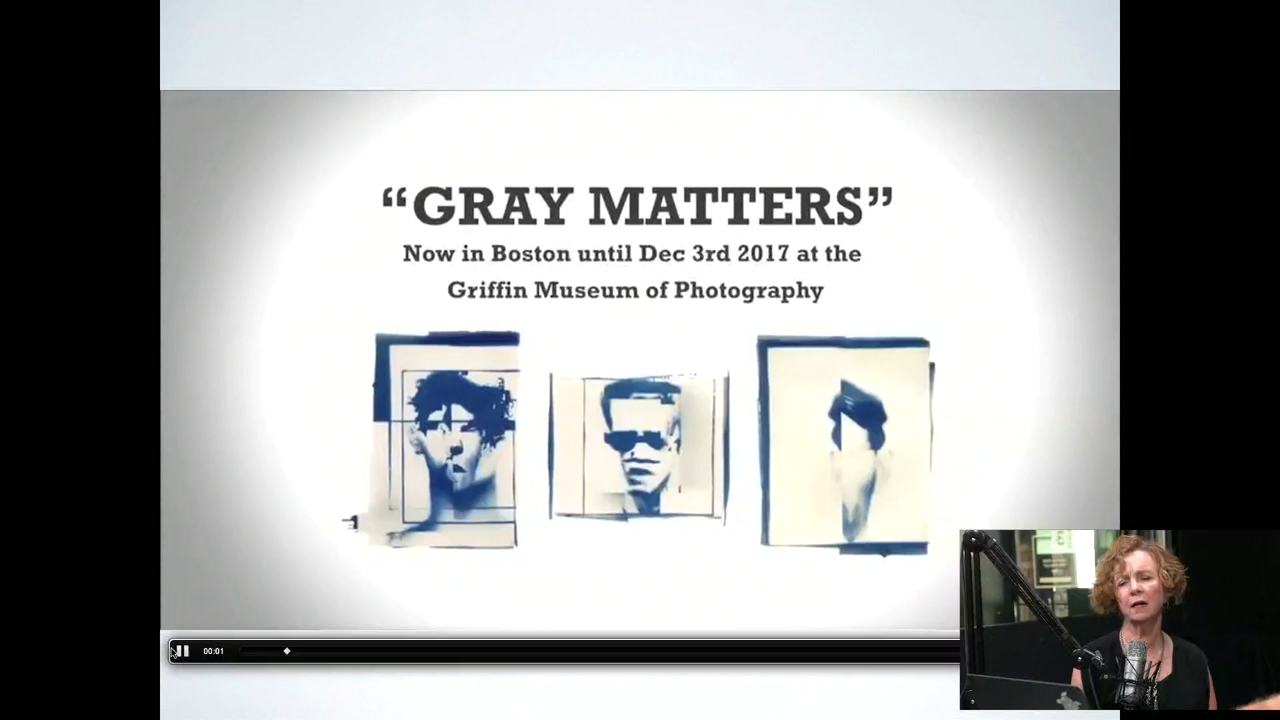 “GRAY MATTERS”
Now in Boston until Dec 3rd 2017 at the
Griffin Museum of Photography
00:01